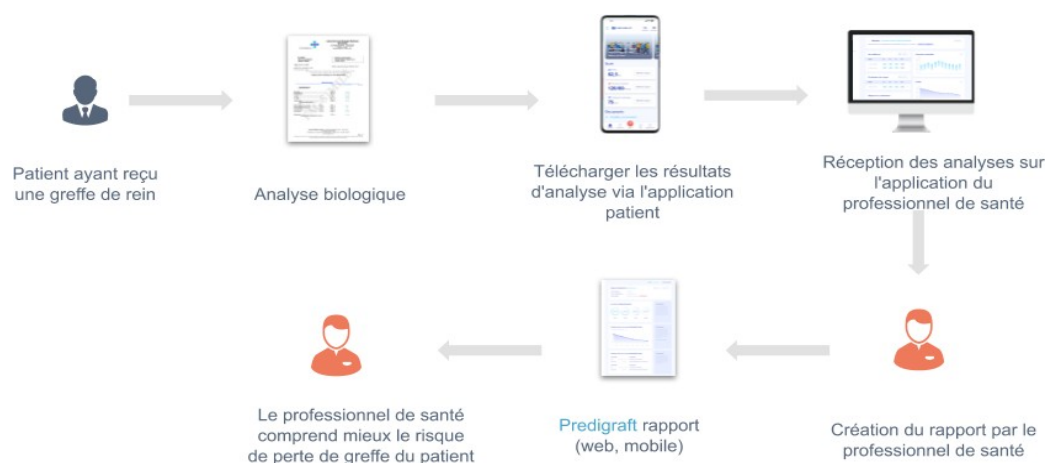 Patient ayant reçu
une greffe de rein
Analyse biologique
Télécharger les résultats
d'analyse via l'application
patient
Réception des analyses sur
l'application du
professionnel de santé
Le professionnel de santé
comprend mieux le risque
de perte de greffe du patient
Predigraft rapport
(web, mobile)
Création du rapport par le
professionnel de santé